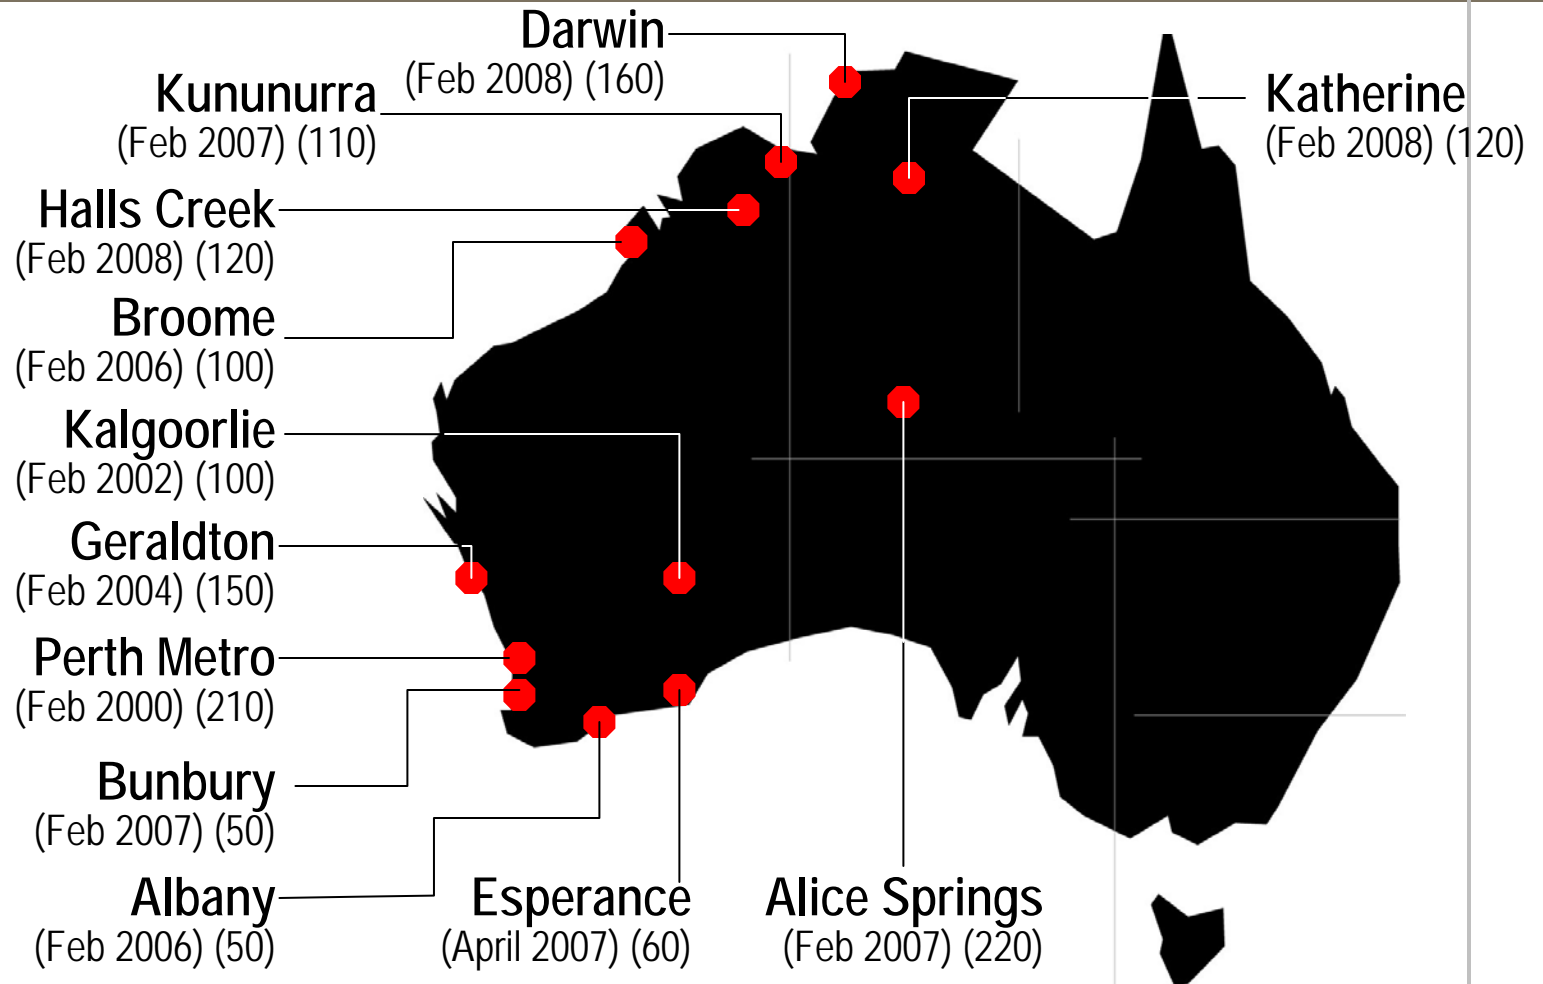 Darwin
(Feb 2008) (160)
Kununurra
(Feb 2007) (110)
Katherine
(Feb 2008) (120)
Halls Creek
(Feb 2008) (120)
Broome
(Feb 2006) (100)
Kalgoorlie
(Feb 2002) (100)
Geraldton
(Feb 2004) (150)
Perth Metro
(Feb 2000) (210)
Bunbury
(Feb 2007) (50)
Albany
(Feb 2006) (50)
Esperance
(April 2007) (60)
Alice Springs
(Feb 2007) (220)